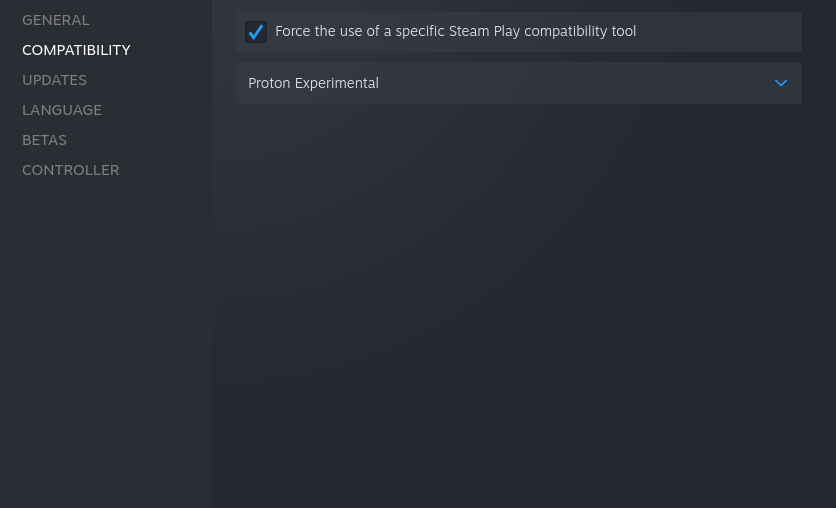 GENERAL
COMPATIBILITY
UPDATES
LANGUAGE
BETAS
CONTROLLER
Force the use of a specific Steam Play compatibility tool
Proton Experimental